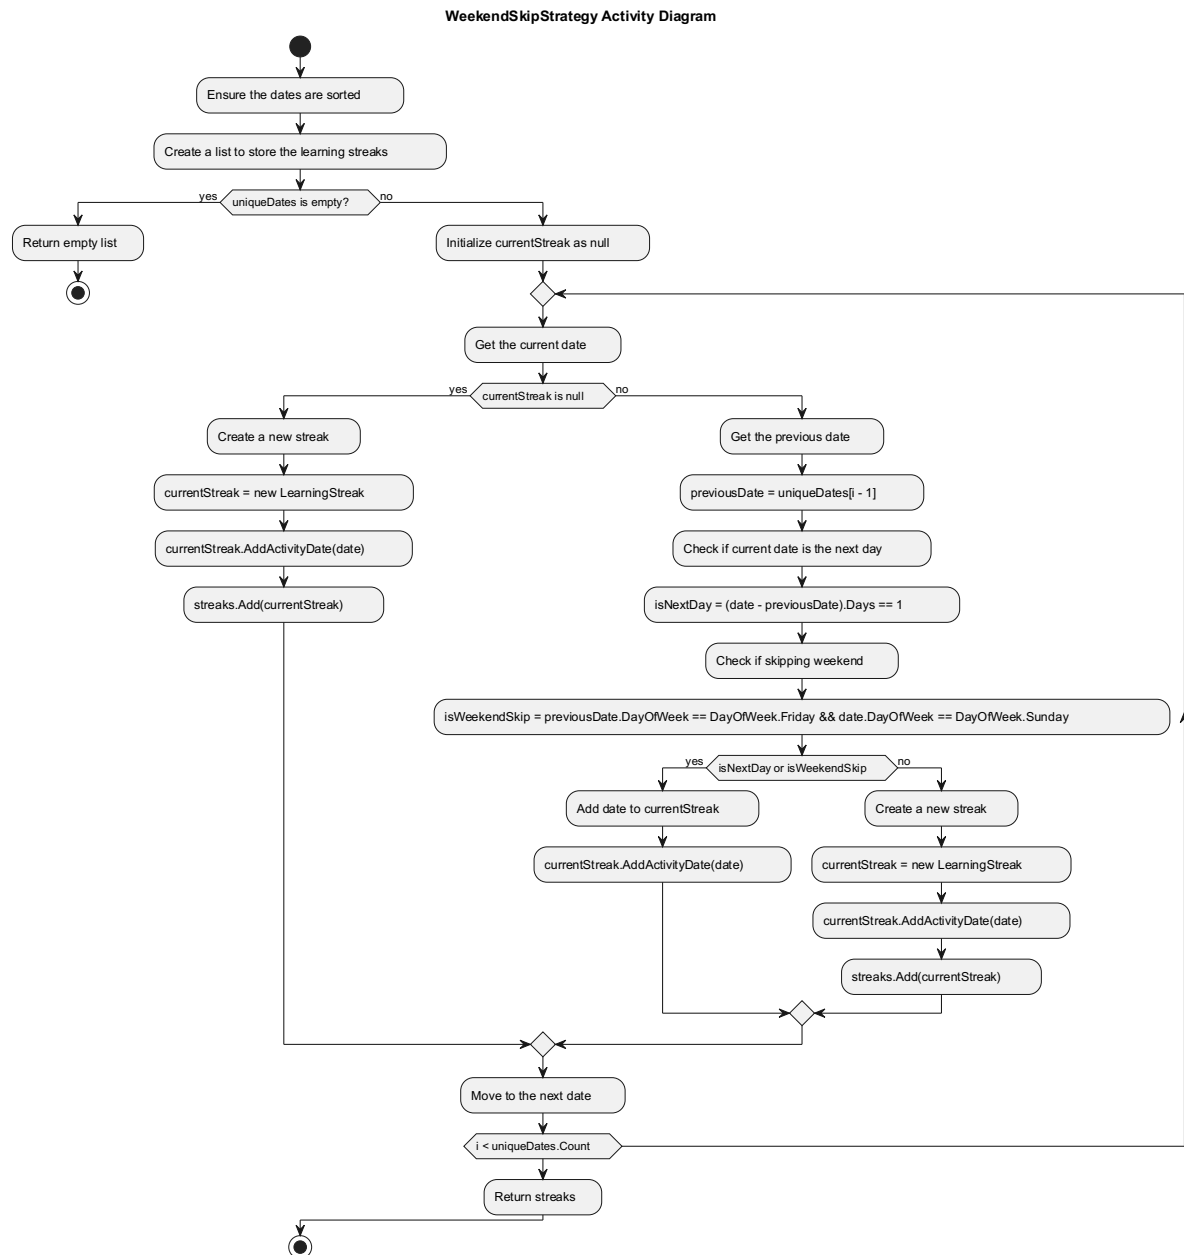 WeekendSkipStrategy Activity Diagram
Ensure the dates are sorted
Create a list to store the learning streaks
yes
uniqueDates is empty?
no
Return empty list
Initialize currentStreak as null
Get the current date
yes
currentStreak is null
no
Create a new streak
Get the previous date
currentStreak = new LearningStreak
previousDate = uniqueDates[i - 1]
currentStreak.AddActivityDate(date)
Check if current date is the next day
streaks.Add(currentStreak)
isNextDay = (date - previousDate).Days == 1
Check if skipping weekend
isWeekendSkip = previousDate.DayOfWeek == DayOfWeek.Friday && date.DayOfWeek == DayOfWeek.Sunday
yes
isNextDay or isWeekendSkip
no
Add date to currentStreak
Create a new streak
currentStreak.AddActivityDate(date)
currentStreak = new LearningStreak
currentStreak.AddActivityDate(date)
streaks.Add(currentStreak)
Move to the next date
i < uniqueDates.Count
Return streaks